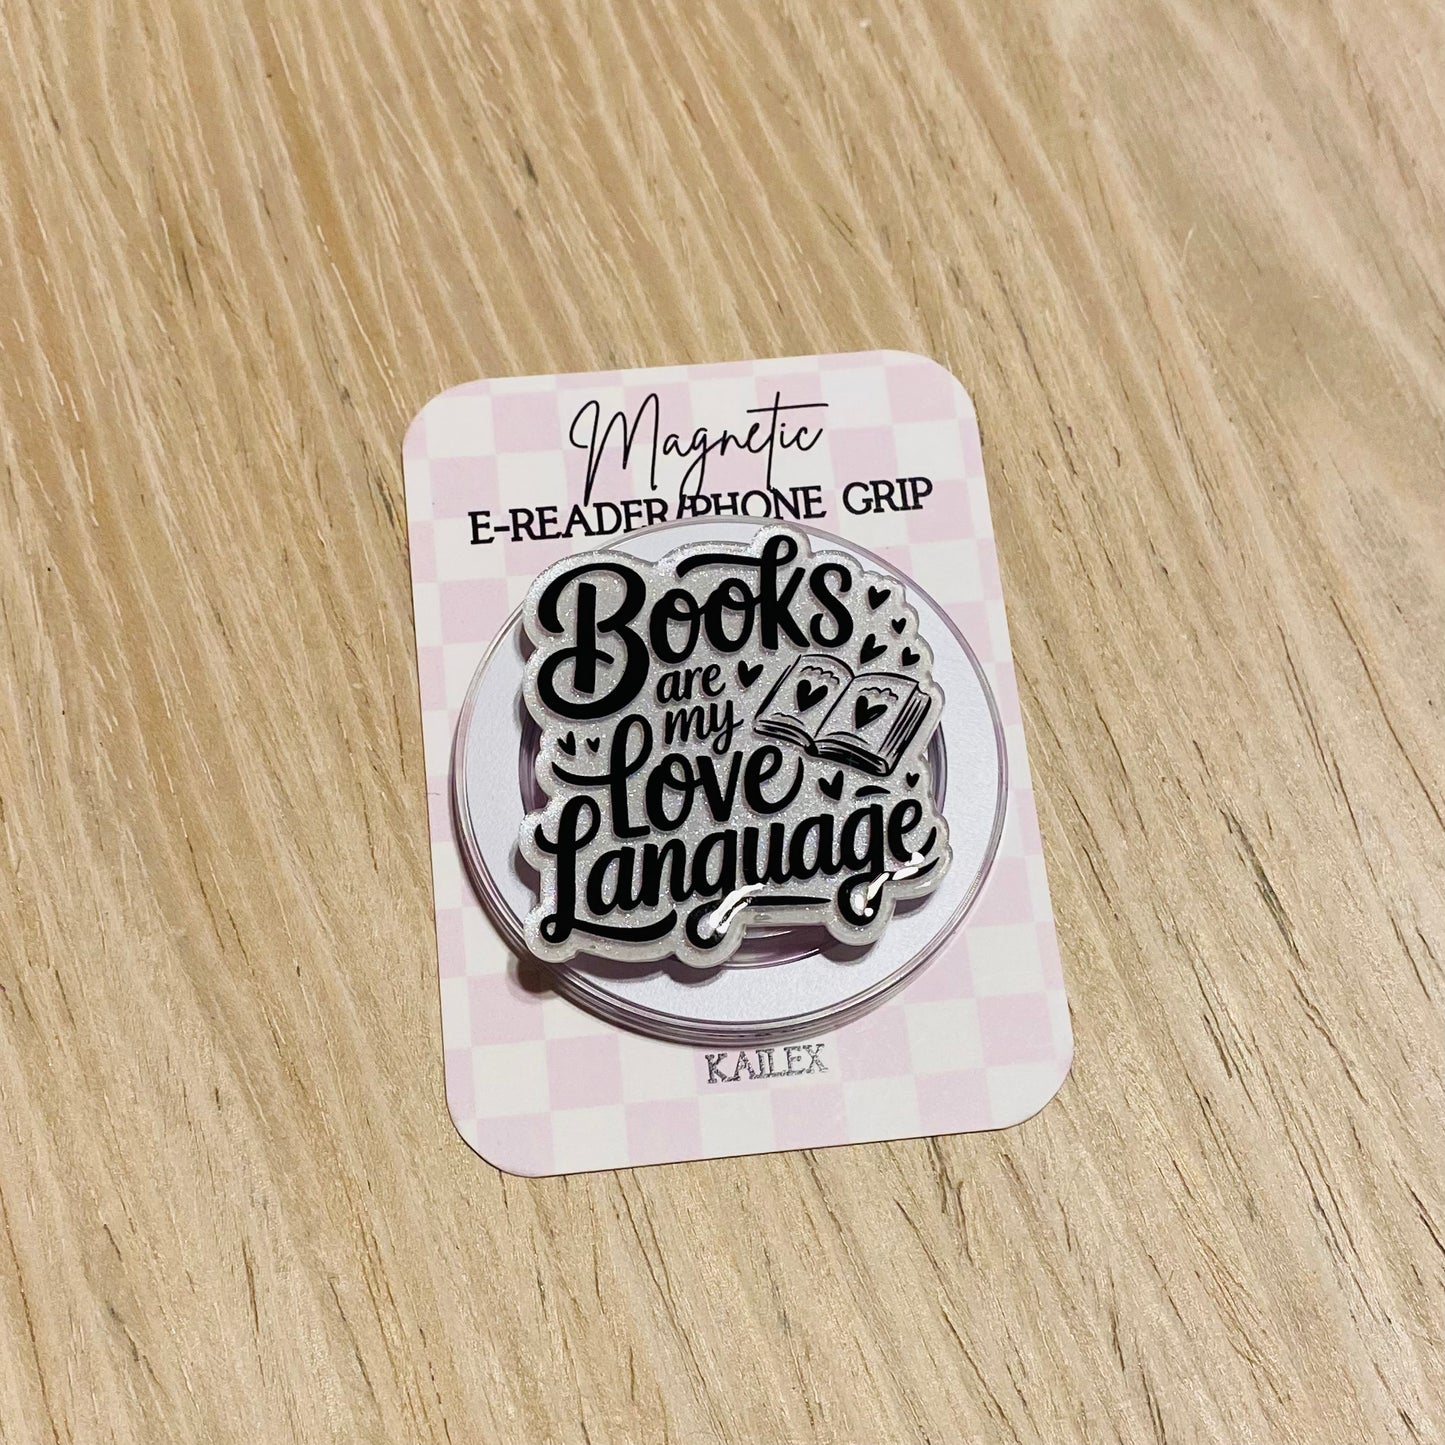 Magnetic
E-READER/PHONE GRIP
Books
are
my
Love
Language
KAILEX